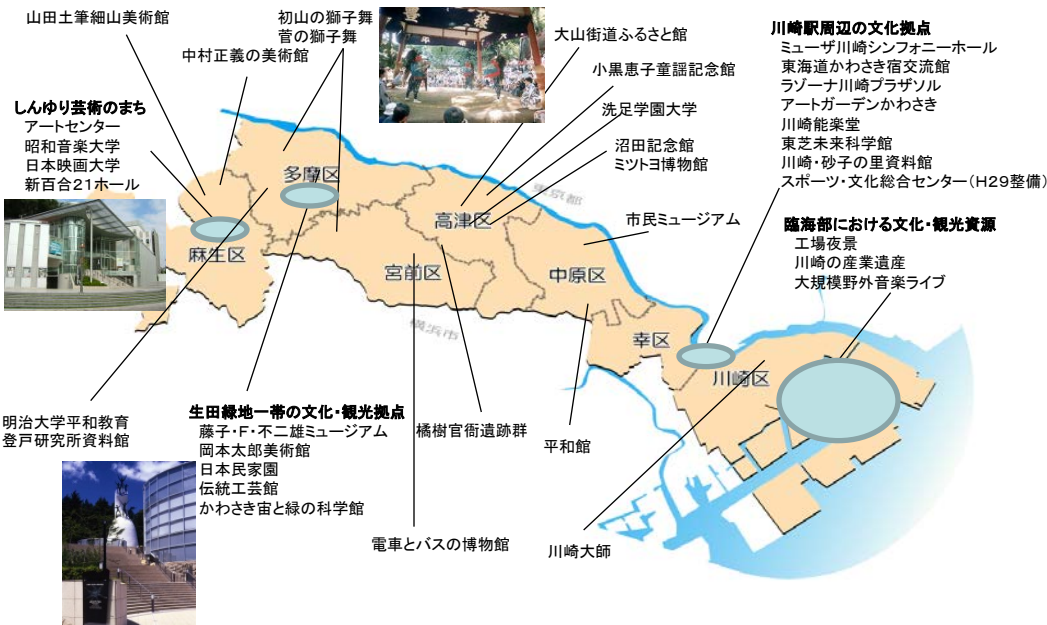 山田土筆細山美術館
初山の獅子舞
菅の獅子舞
中村正義の美術館
大山街道ふるさと館
小黒恵子童謡記念館
洗足学園大学
沼田記念館
ミツトヨ博物館
川崎駅周辺の文化拠点
ミューザ川崎シンフォニーホール
東海道かわさき宿交流館
ラゾーナ川崎プラザソル
アートガーデンかわさき
川崎能楽堂
東芝未来科学館
川崎・砂子の里資料館
スポーツ・文化総合センター(H29整備)
しんゆり芸術のまち
アートセンター
昭和音楽大学
日本映画大学
新百合21ホール
市民ミュージアム
臨海部における文化・観光資源
工場夜景
川崎の産業遺産
大規模野外音楽ライブ
東京都
多摩区
高津区
麻生区
宮前区
中原区
横浜市
幸区
川崎区
明治大学平和教育
登戸研究所資料館
生田緑地一帯の文化・観光拠点
藤子・F・不二雄ミュージアム
岡本太郎美術館
日本民家園
伝統工芸館
かわさき宙と緑の科学館
橘樹官衙遺跡群
平和館
電車とバスの博物館
川崎大師